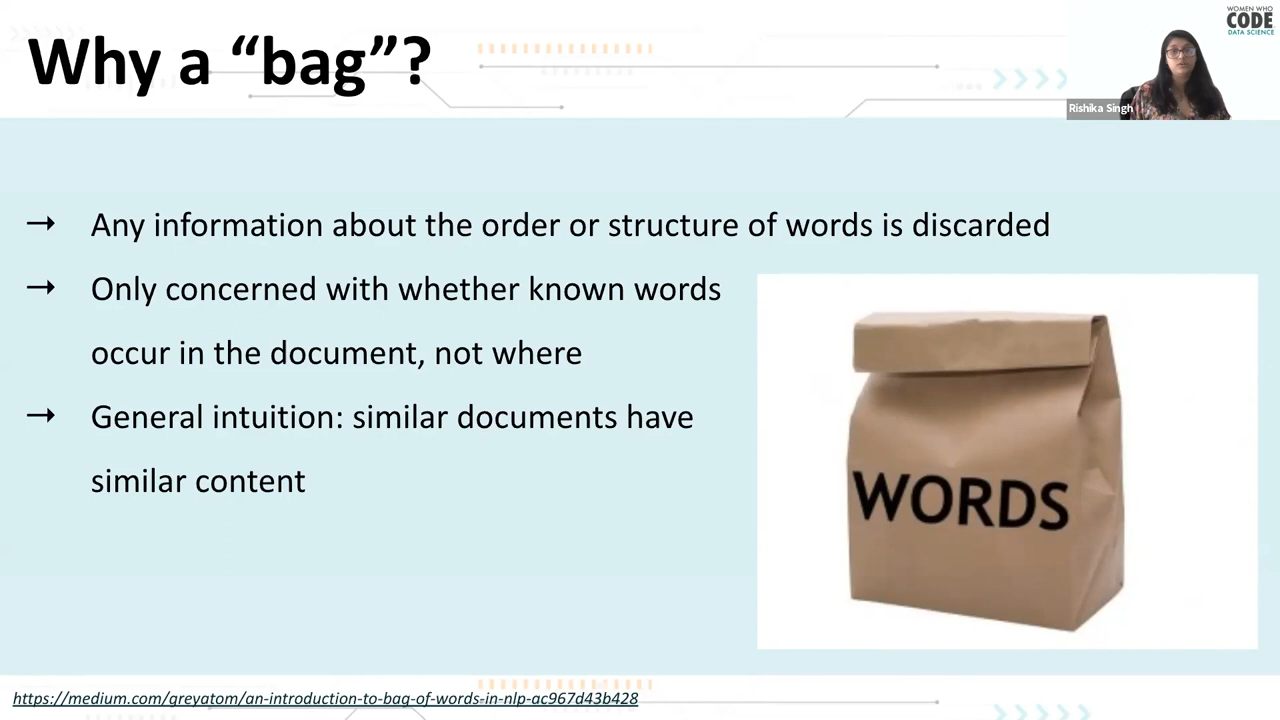 Why a “bag”?
WOMEN WHO
CODE
DATA SCIENCE
Rishika Singh
→ Any information about the order or structure of words is discarded
→ Only concerned with whether known words
occur in the document, not where
→ General intuition: similar documents have
similar content
WORDS
https://medium.com/greyatom/an-introduction-to-bag-of-words-in-nlp-ac967d43b428